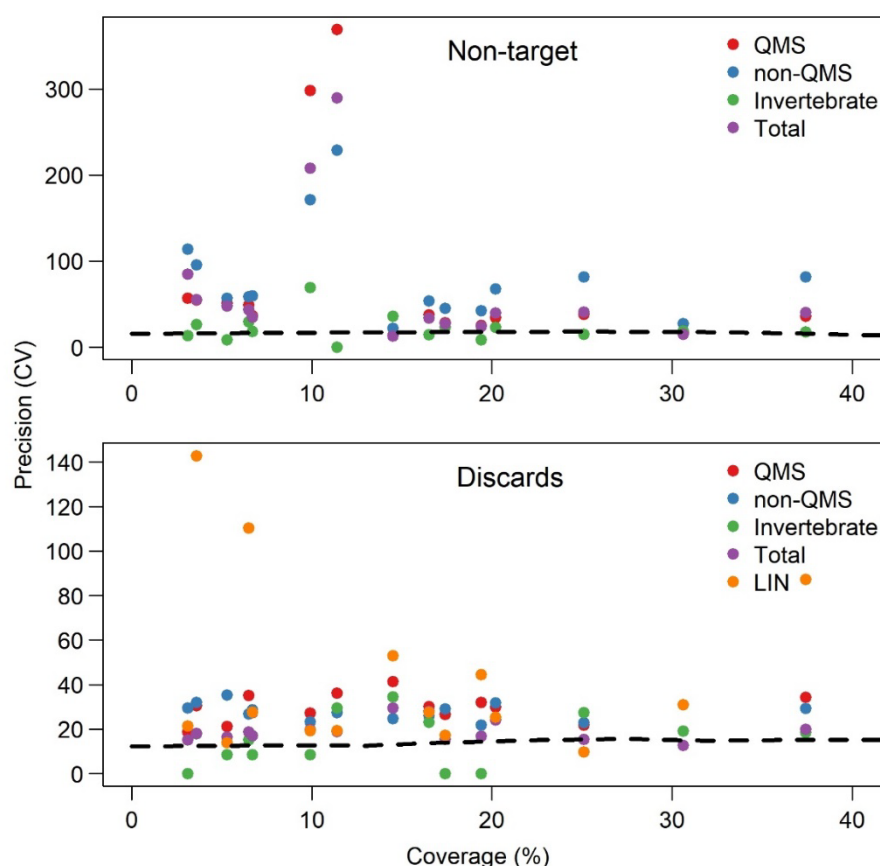 Non-target
QMS
non-QMS
Invertebrate
Total
300
200
100
0
0
10
20
30
40
Precision (CV)
Discards
QMS
non-QMS
Invertebrate
Total
LIN
140
120
100
80
60
40
20
0
0
10
20
30
40
Coverage (%)